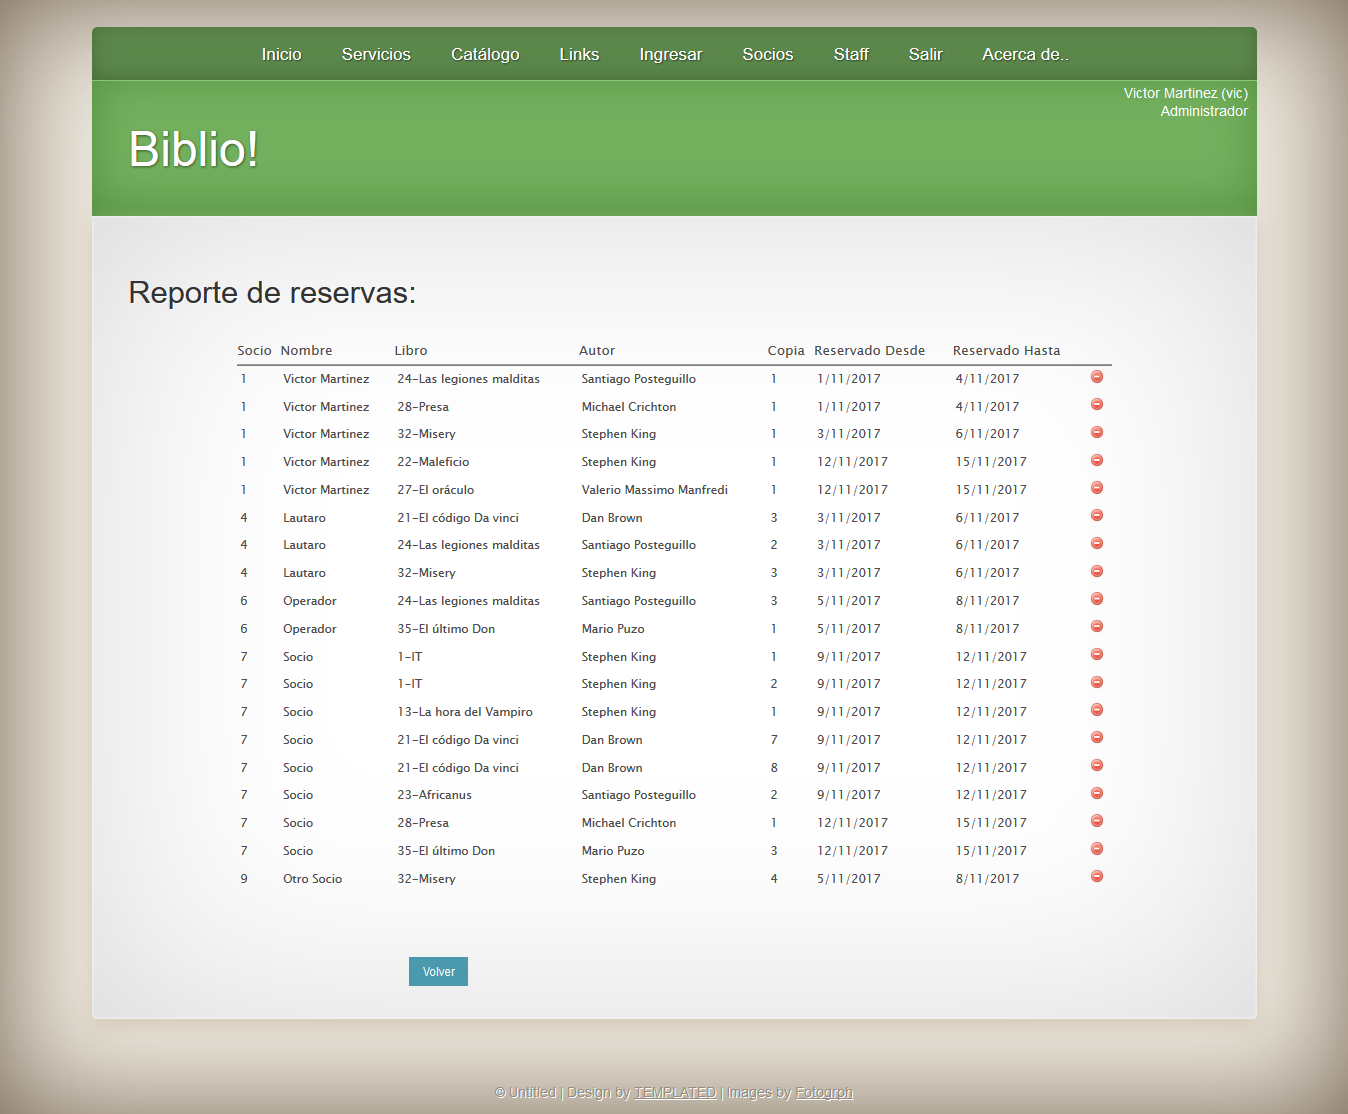 Inicio Servicios Catálogo Links Ingresar Socios Staff Salir Acerca de..
Victor Martinez (vic)
Administrador
Biblio!
Reporte de reservas:
Socio Nombre Libro Autor Copia Reservado Desde Reservado Hasta
1 Victor Martinez 24-Las legiones malditas Santiago Posteguillo 1 1/11/2017 4/11/2017
1 Victor Martinez 28-Presa Michael Crichton 1 1/11/2017 4/11/2017
1 Victor Martinez 32-Misery Stephen King 1 3/11/2017 6/11/2017
1 Victor Martinez 22-Maleficio Stephen King 1 12/11/2017 15/11/2017
1 Victor Martinez 27-El oráculo Valerio Massimo Manfredi 1 12/11/2017 15/11/2017
4 Lautaro 21-El código Da vinci Dan Brown 3 3/11/2017 6/11/2017
4 Lautaro 24-Las legiones malditas Santiago Posteguillo 2 3/11/2017 6/11/2017
4 Lautaro 32-Misery Stephen King 3 3/11/2017 6/11/2017
6 Operador 24-Las legiones malditas Santiago Posteguillo 3 5/11/2017 8/11/2017
6 Operador 35-El último Don Mario Puzo 1 5/11/2017 8/11/2017
7 Socio 1-IT Stephen King 1 9/11/2017 12/11/2017
7 Socio 1-IT Stephen King 2 9/11/2017 12/11/2017
7 Socio 13-La hora del Vampiro Stephen King 1 9/11/2017 12/11/2017
7 Socio 21-El código Da vinci Dan Brown 7 9/11/2017 12/11/2017
7 Socio 21-El código Da vinci Dan Brown 8 9/11/2017 12/11/2017
7 Socio 23-Africanus Santiago Posteguillo 2 9/11/2017 12/11/2017
7 Socio 28-Presa Michael Crichton 1 12/11/2017 15/11/2017
7 Socio 35-El último Don Mario Puzo 3 12/11/2017 15/11/2017
9 Otro Socio 32-Misery Stephen King 4 5/11/2017 8/11/2017
Volver
© Untitled | Design by TEMPLATED | Images by Fotogrph